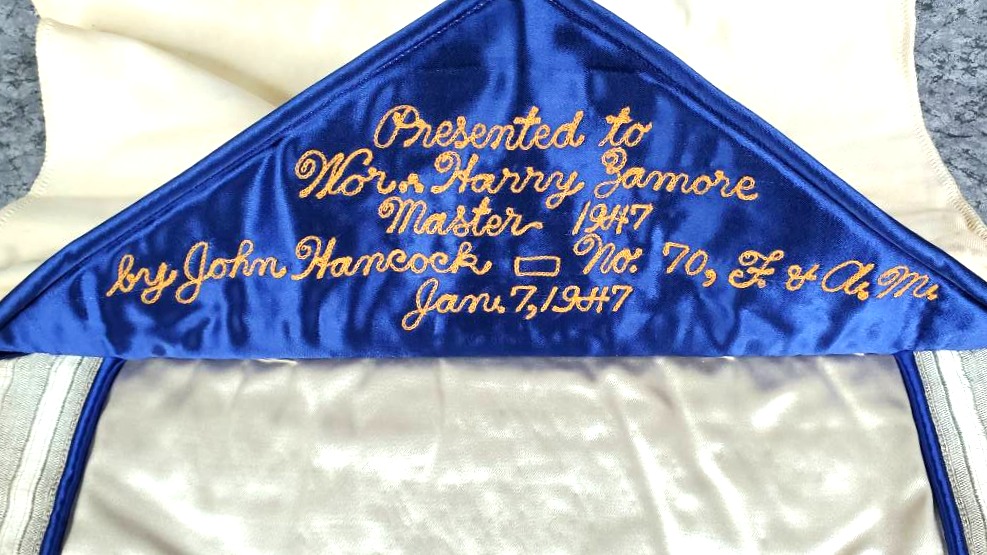 Presented to
Wor. Harry Zamore
Master 1947
by John Hancock ▭ No. 70, F. & A. M.
Jan. 7, 1947